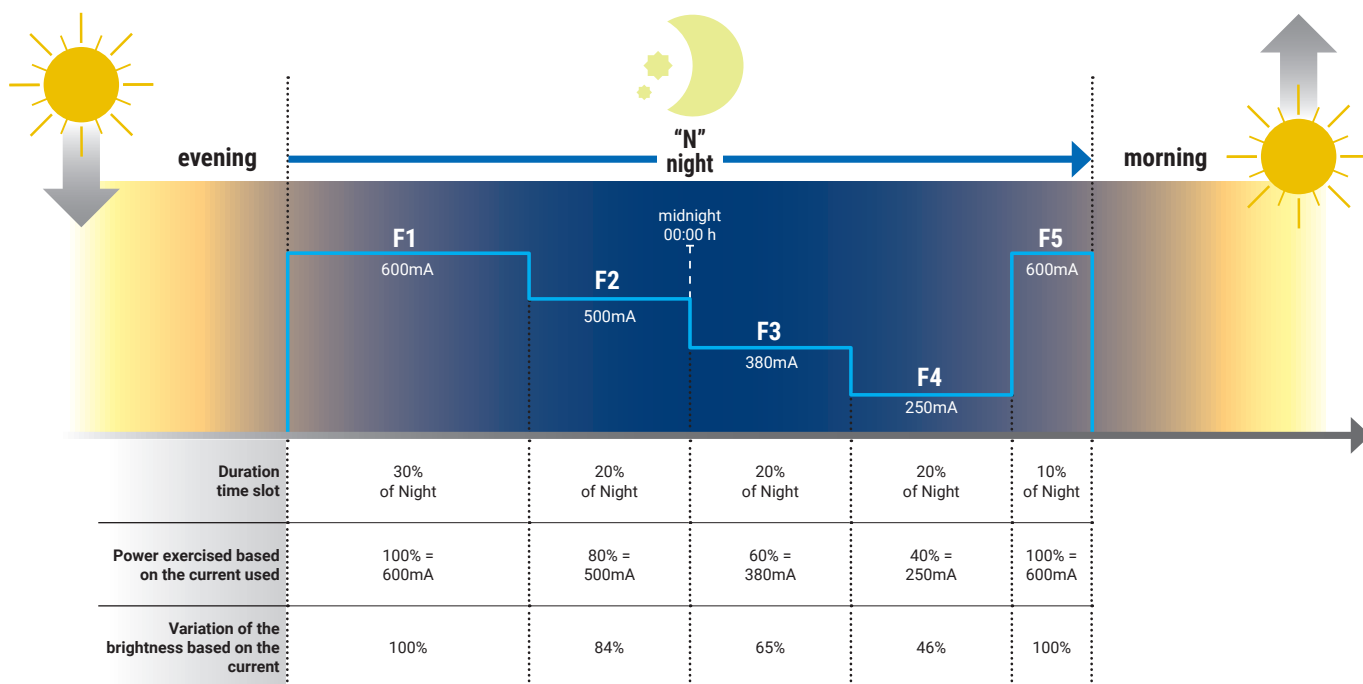 “N”
night
evening
morning
midnight
00:00 h
F1
600mA
F2
500mA
F3
380mA
F4
250mA
F5
600mA
Duration
time slot
30%
of Night
20%
of Night
20%
of Night
20%
of Night
10%
of Night
Power exercised based
on the current used
100% =
600mA
80% =
500mA
60% =
380mA
40% =
250mA
100% =
600mA
Variation of the
brightness based on the
current
100%
84%
65%
46%
100%